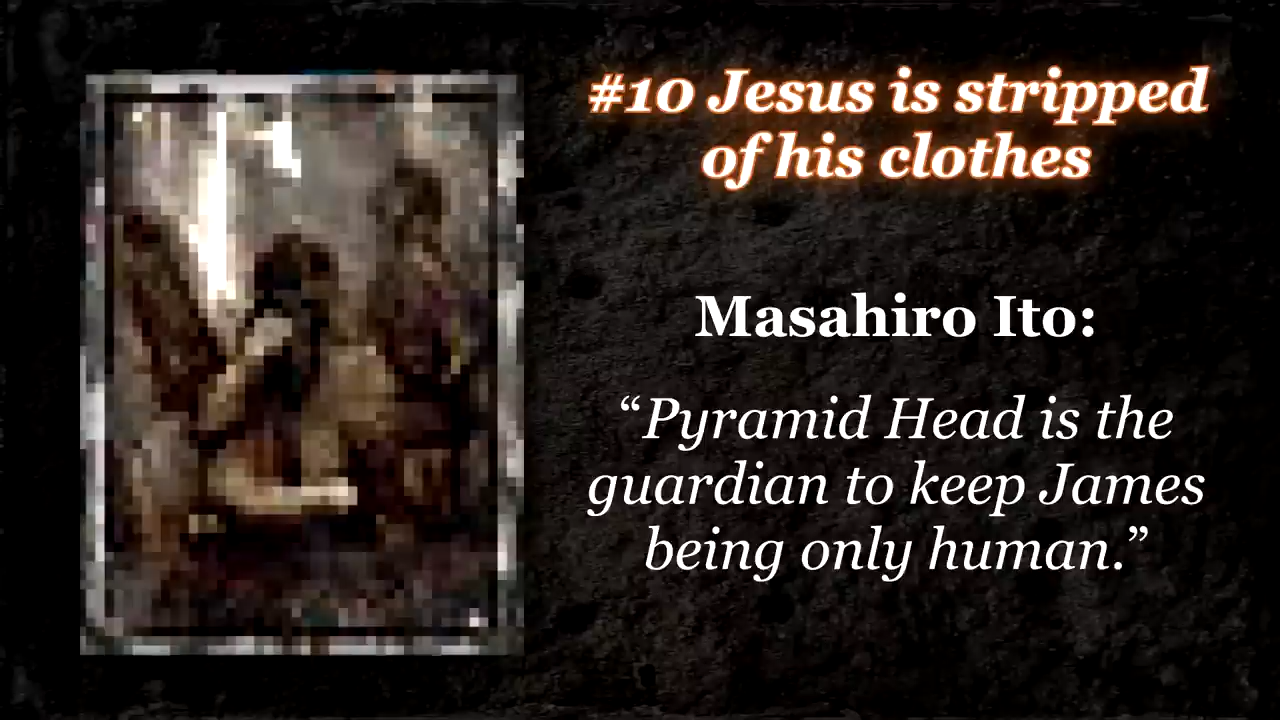 #10 Jesus is stripped
of his clothes
Masahiro Ito:
“Pyramid Head is the
guardian to keep James
being only human.”